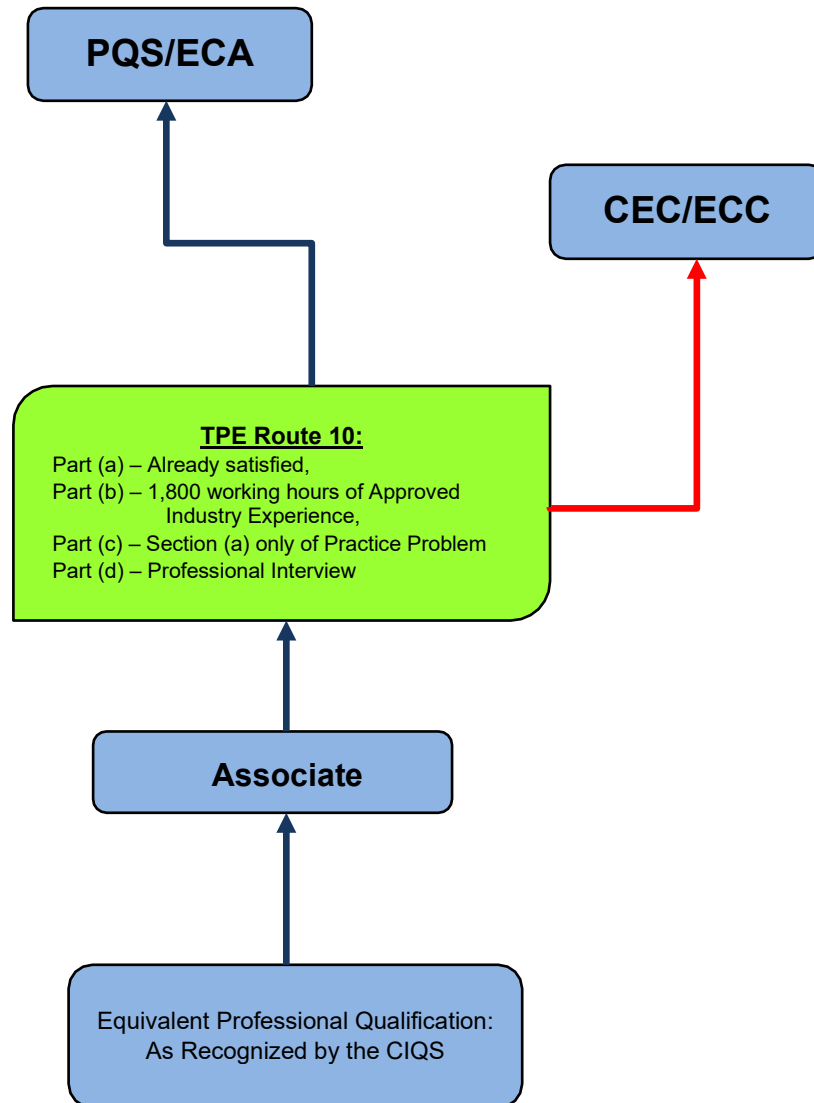 PQS/ECA
CEC/ECC
TPE Route 10:
Part (a) – Already satisfied,
Part (b) – 1,800 working hours of Approved
Industry Experience,
Part (c) – Section (a) only of Practice Problem
Part (d) – Professional Interview
Associate
Equivalent Professional Qualification:
As Recognized by the CIQS